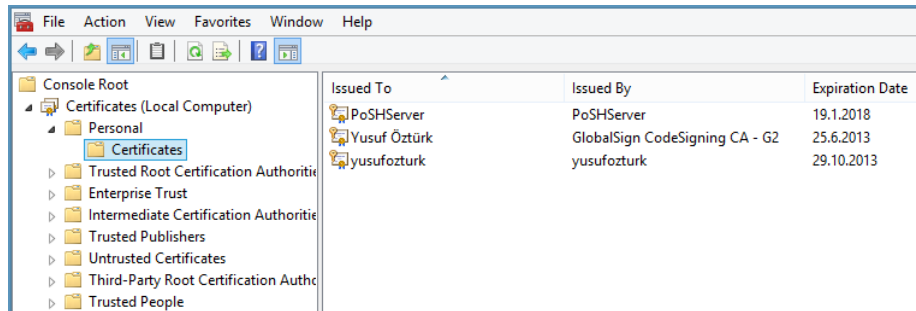 File Action View Favorites Window Help
Console Root
Certificates (Local Computer)
Personal
Certificates
Trusted Root Certification Authoritie
Enterprise Trust
Intermediate Certification Authoritie
Trusted Publishers
Untrusted Certificates
Third-Party Root Certification Autho
Trusted People
Issued To Issued By Expiration Date
PoSHServer PoSHServer 19.1.2018
Yusuf Öztürk GlobalSign CodeSigning CA - G2 25.6.2013
yusufozturk yusufozturk 29.10.2013